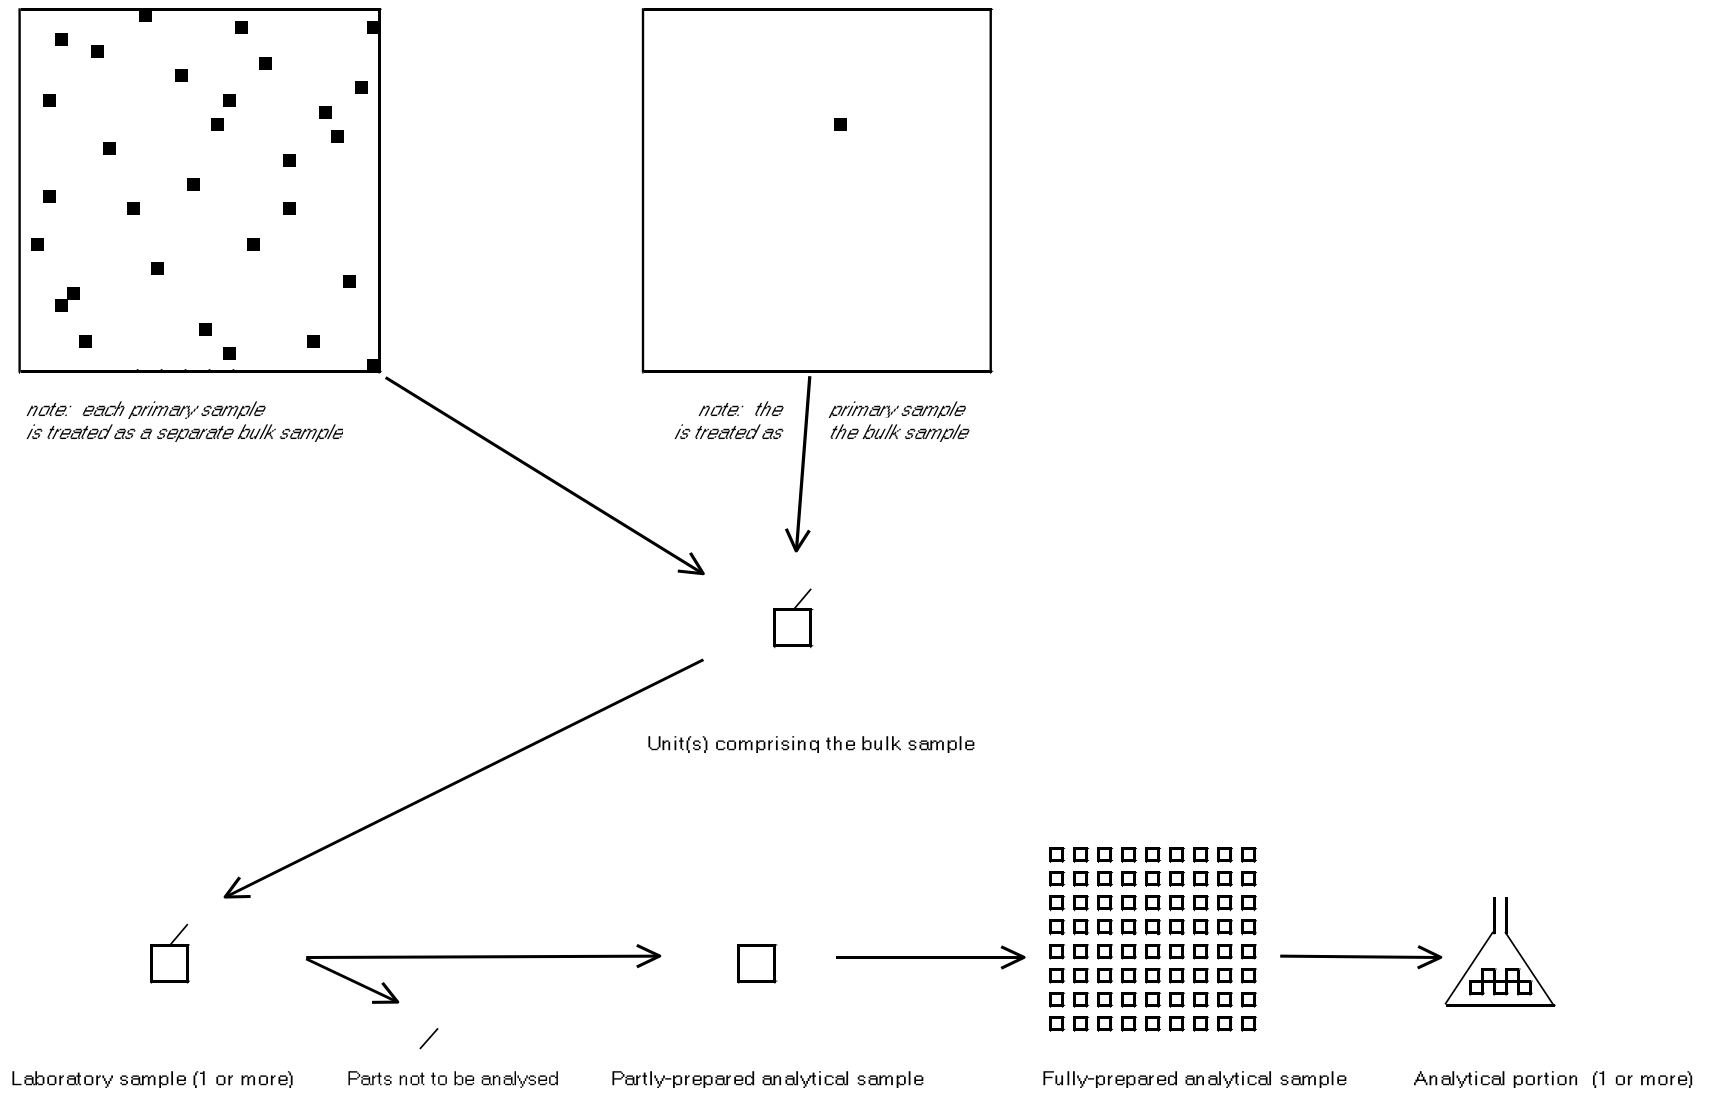 note: each primary sample
is treated as a separate bulk sample
note: the primary sample
is treated as the bulk sample
Unit(s) comprising the bulk sample
Laboratory sample (1 or more)
Parts not to be analysed
Partly-prepared analytical sample
Fully-prepared analytical sample
Analytical portion (1 or more)